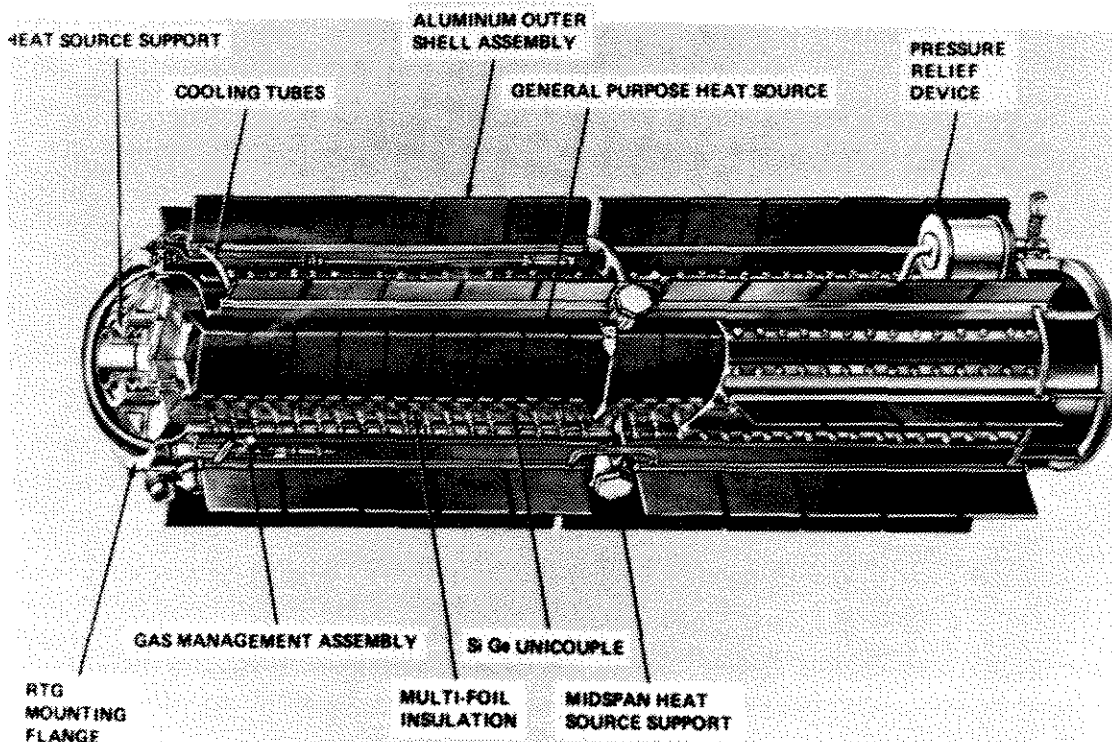 HEAT SOURCE SUPPORT
ALUMINUM OUTER
SHELL ASSEMBLY
PRESSURE
RELIEF
DEVICE
COOLING TUBES
GENERAL PURPOSE HEAT SOURCE
GAS MANAGEMENT ASSEMBLY
Si Ge UNICOUPLE
RTG
MOUNTING
FLANGE
MULTI-FOIL
INSULATION
MIDSPAN HEAT
SOURCE SUPPORT